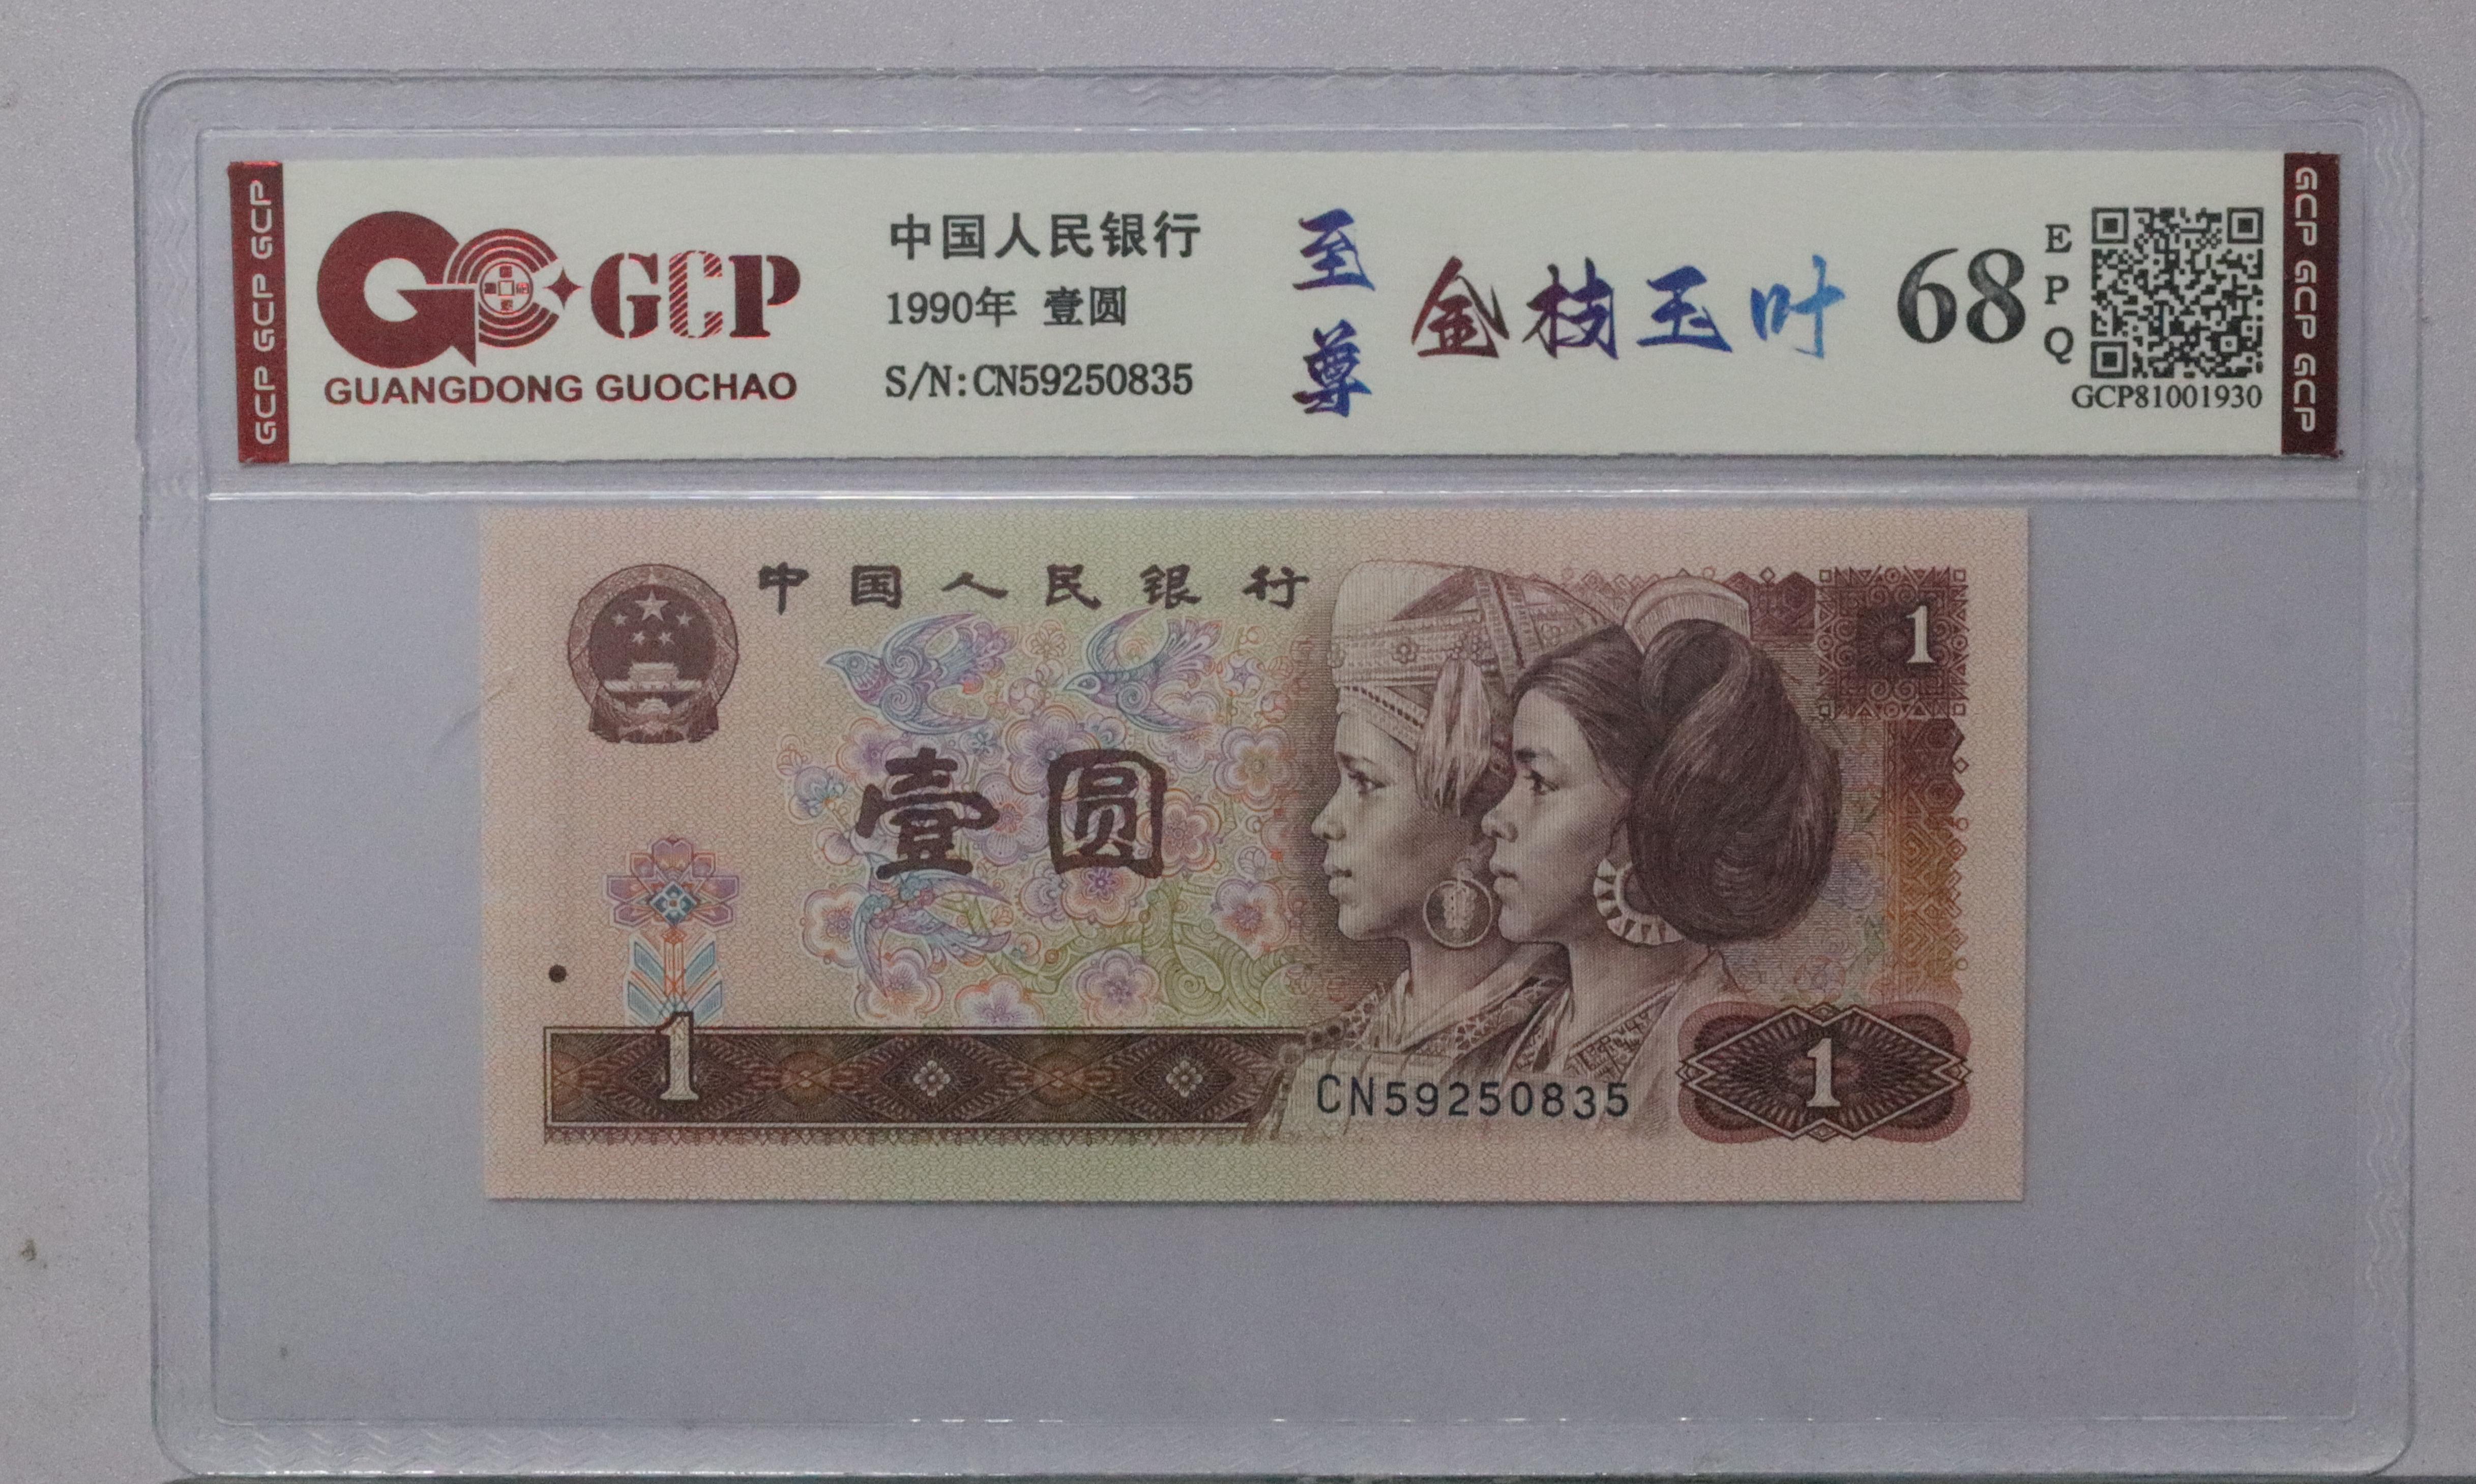 GCP GCP GCP
GCP
GUANGDONG GUOCHAO
中国人民银行
1990年 壹圆
S/N:CN59250835
至尊
金枝玉叶
68
EPQ
GCP81001930
GCP GCP GCP
中国人民银行
1
壹圆
1
CN59250835
1